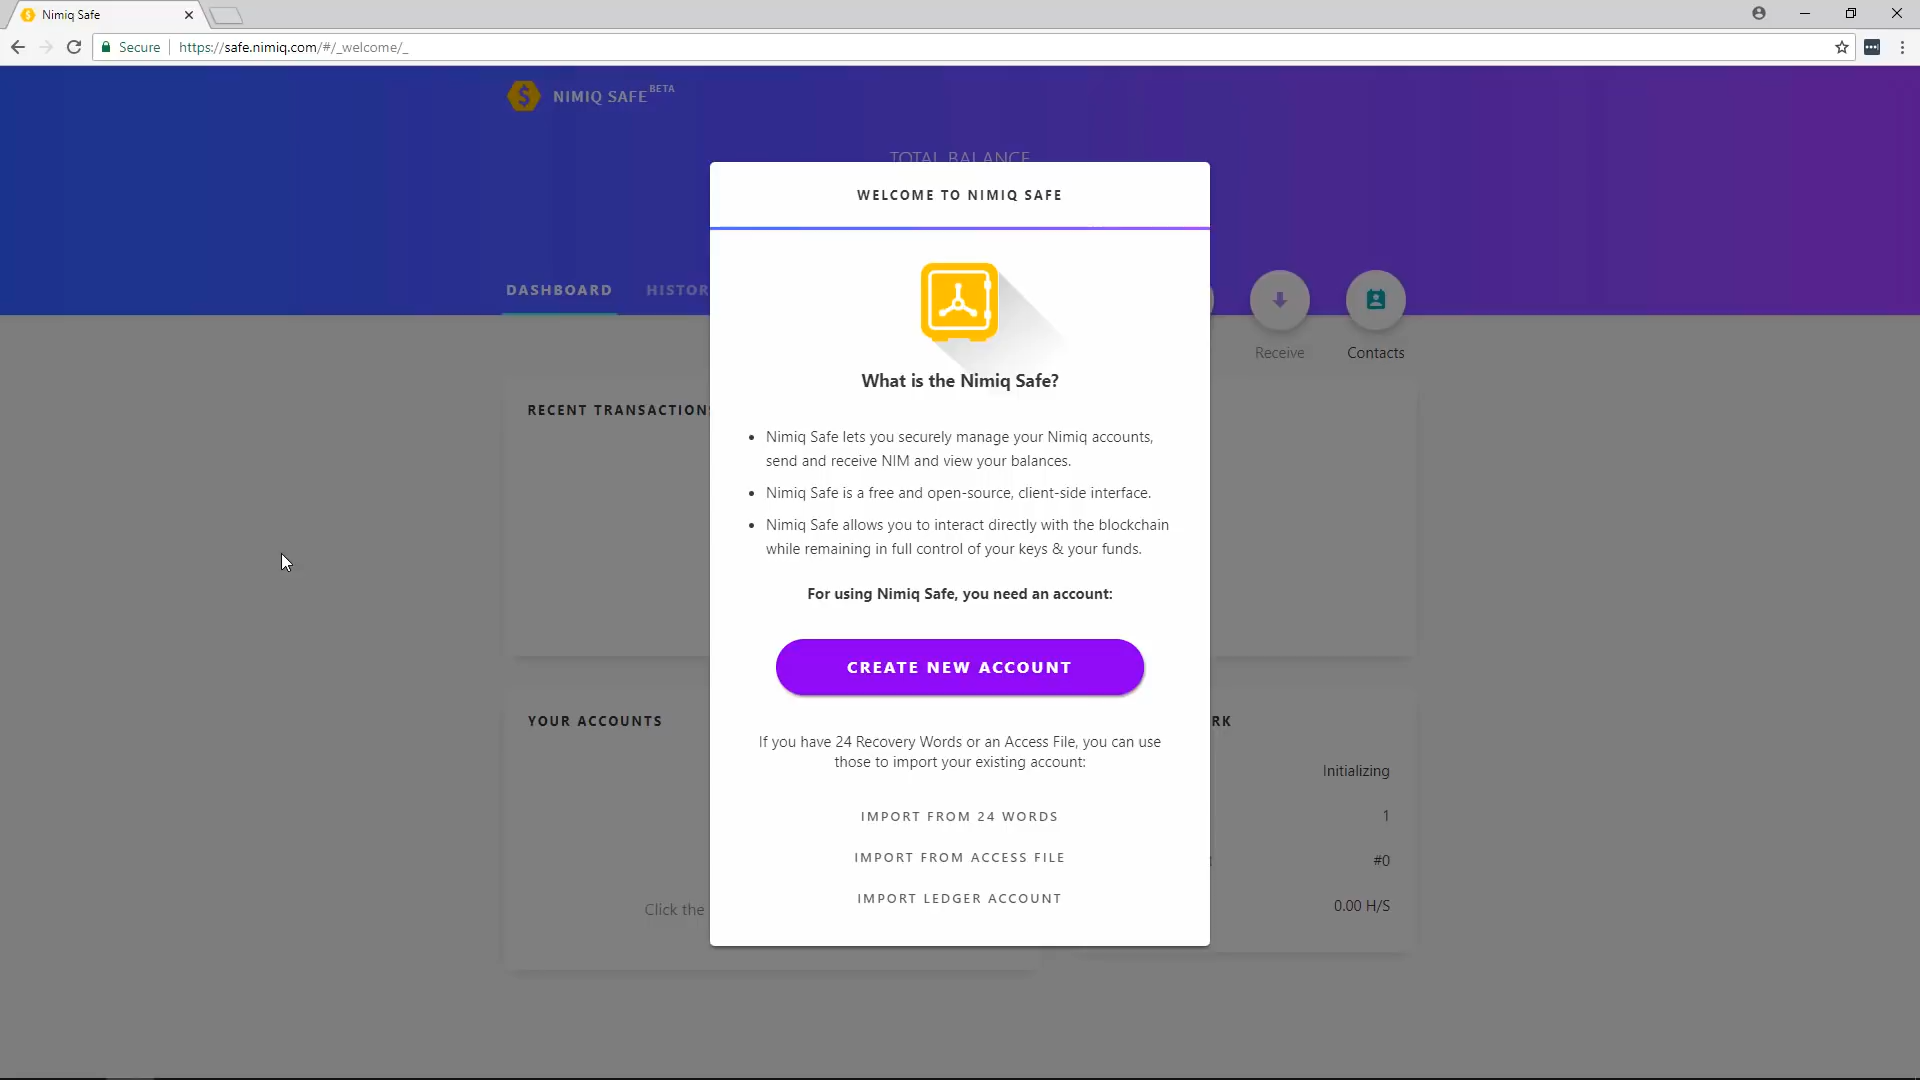 Nimiq Safe
Secure
https://safe.nimiq.com/#/_welcome/_
NIMIQ SAFE BETA
TOTAL BALANCE
WELCOME TO NIMIQ SAFE
DASHBOARD
HISTOR
Receive
Contacts
What is the Nimiq Safe?
RECENT TRANSACTIONS
• Nimiq Safe lets you securely manage your Nimiq accounts,
send and receive NIM and view your balances.
• Nimiq Safe is a free and open-source, client-side interface.
• Nimiq Safe allows you to interact directly with the blockchain
while remaining in full control of your keys & your funds.
For using Nimiq Safe, you need an account:
CREATE NEW ACCOUNT
YOUR ACCOUNTS
RK
If you have 24 Recovery Words or an Access File, you can use
those to import your existing account:
Initializing
IMPORT FROM 24 WORDS
1
IMPORT FROM ACCESS FILE
#0
IMPORT LEDGER ACCOUNT
0.00 H/S
Click the